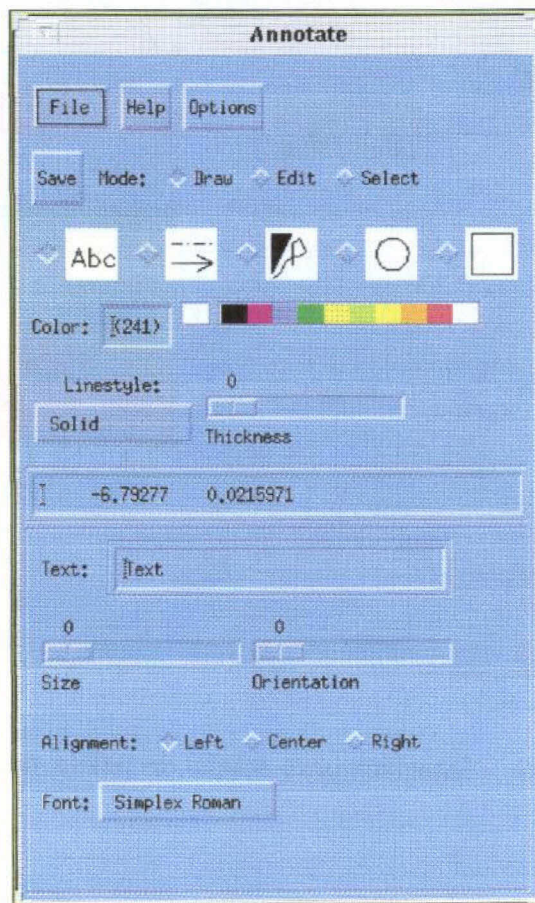 Annotate
File Help Options
Save Mode: Draw Edit Select
Abc
Color: (241)
Linestyle: 0
Solid
Thickness
-6.79277 0.0215971
Text: Text
0 0
Size Orientation
Alignment: Left Center Right
Font: Simplex Roman